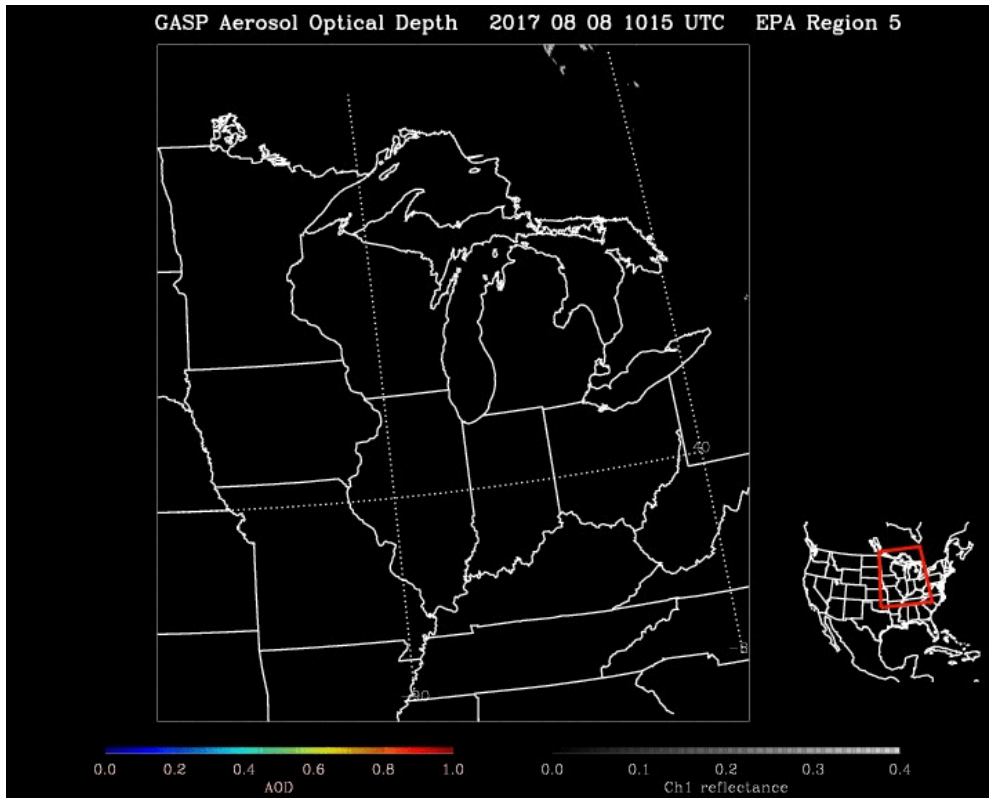 GASP Aerosol Optical Depth 2017 08 08 1015 UTC EPA Region 5
40
-90
0.0 0.2 0.4 0.6 0.8 1.0
AOD
0.0 0.1 0.2 0.3 0.4
Ch1 reflectance